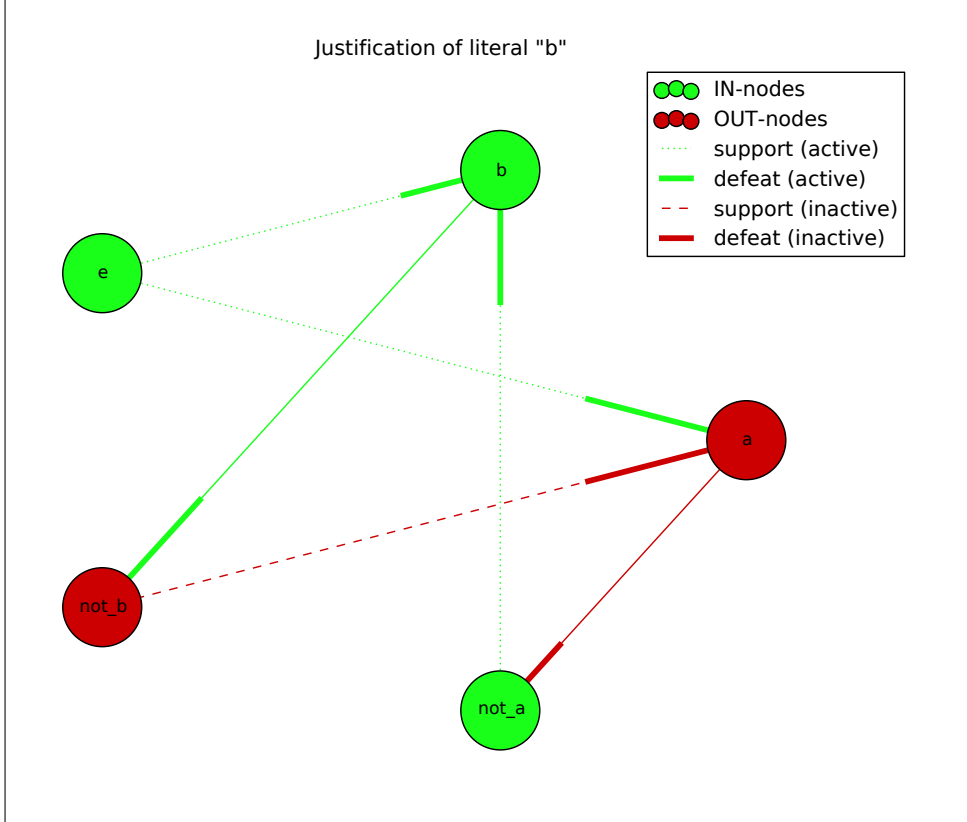 Justification of literal "b"
IN-nodes
OUT-nodes
support (active)
defeat (active)
support (inactive)
defeat (inactive)
b
e
a
not_b
not_a